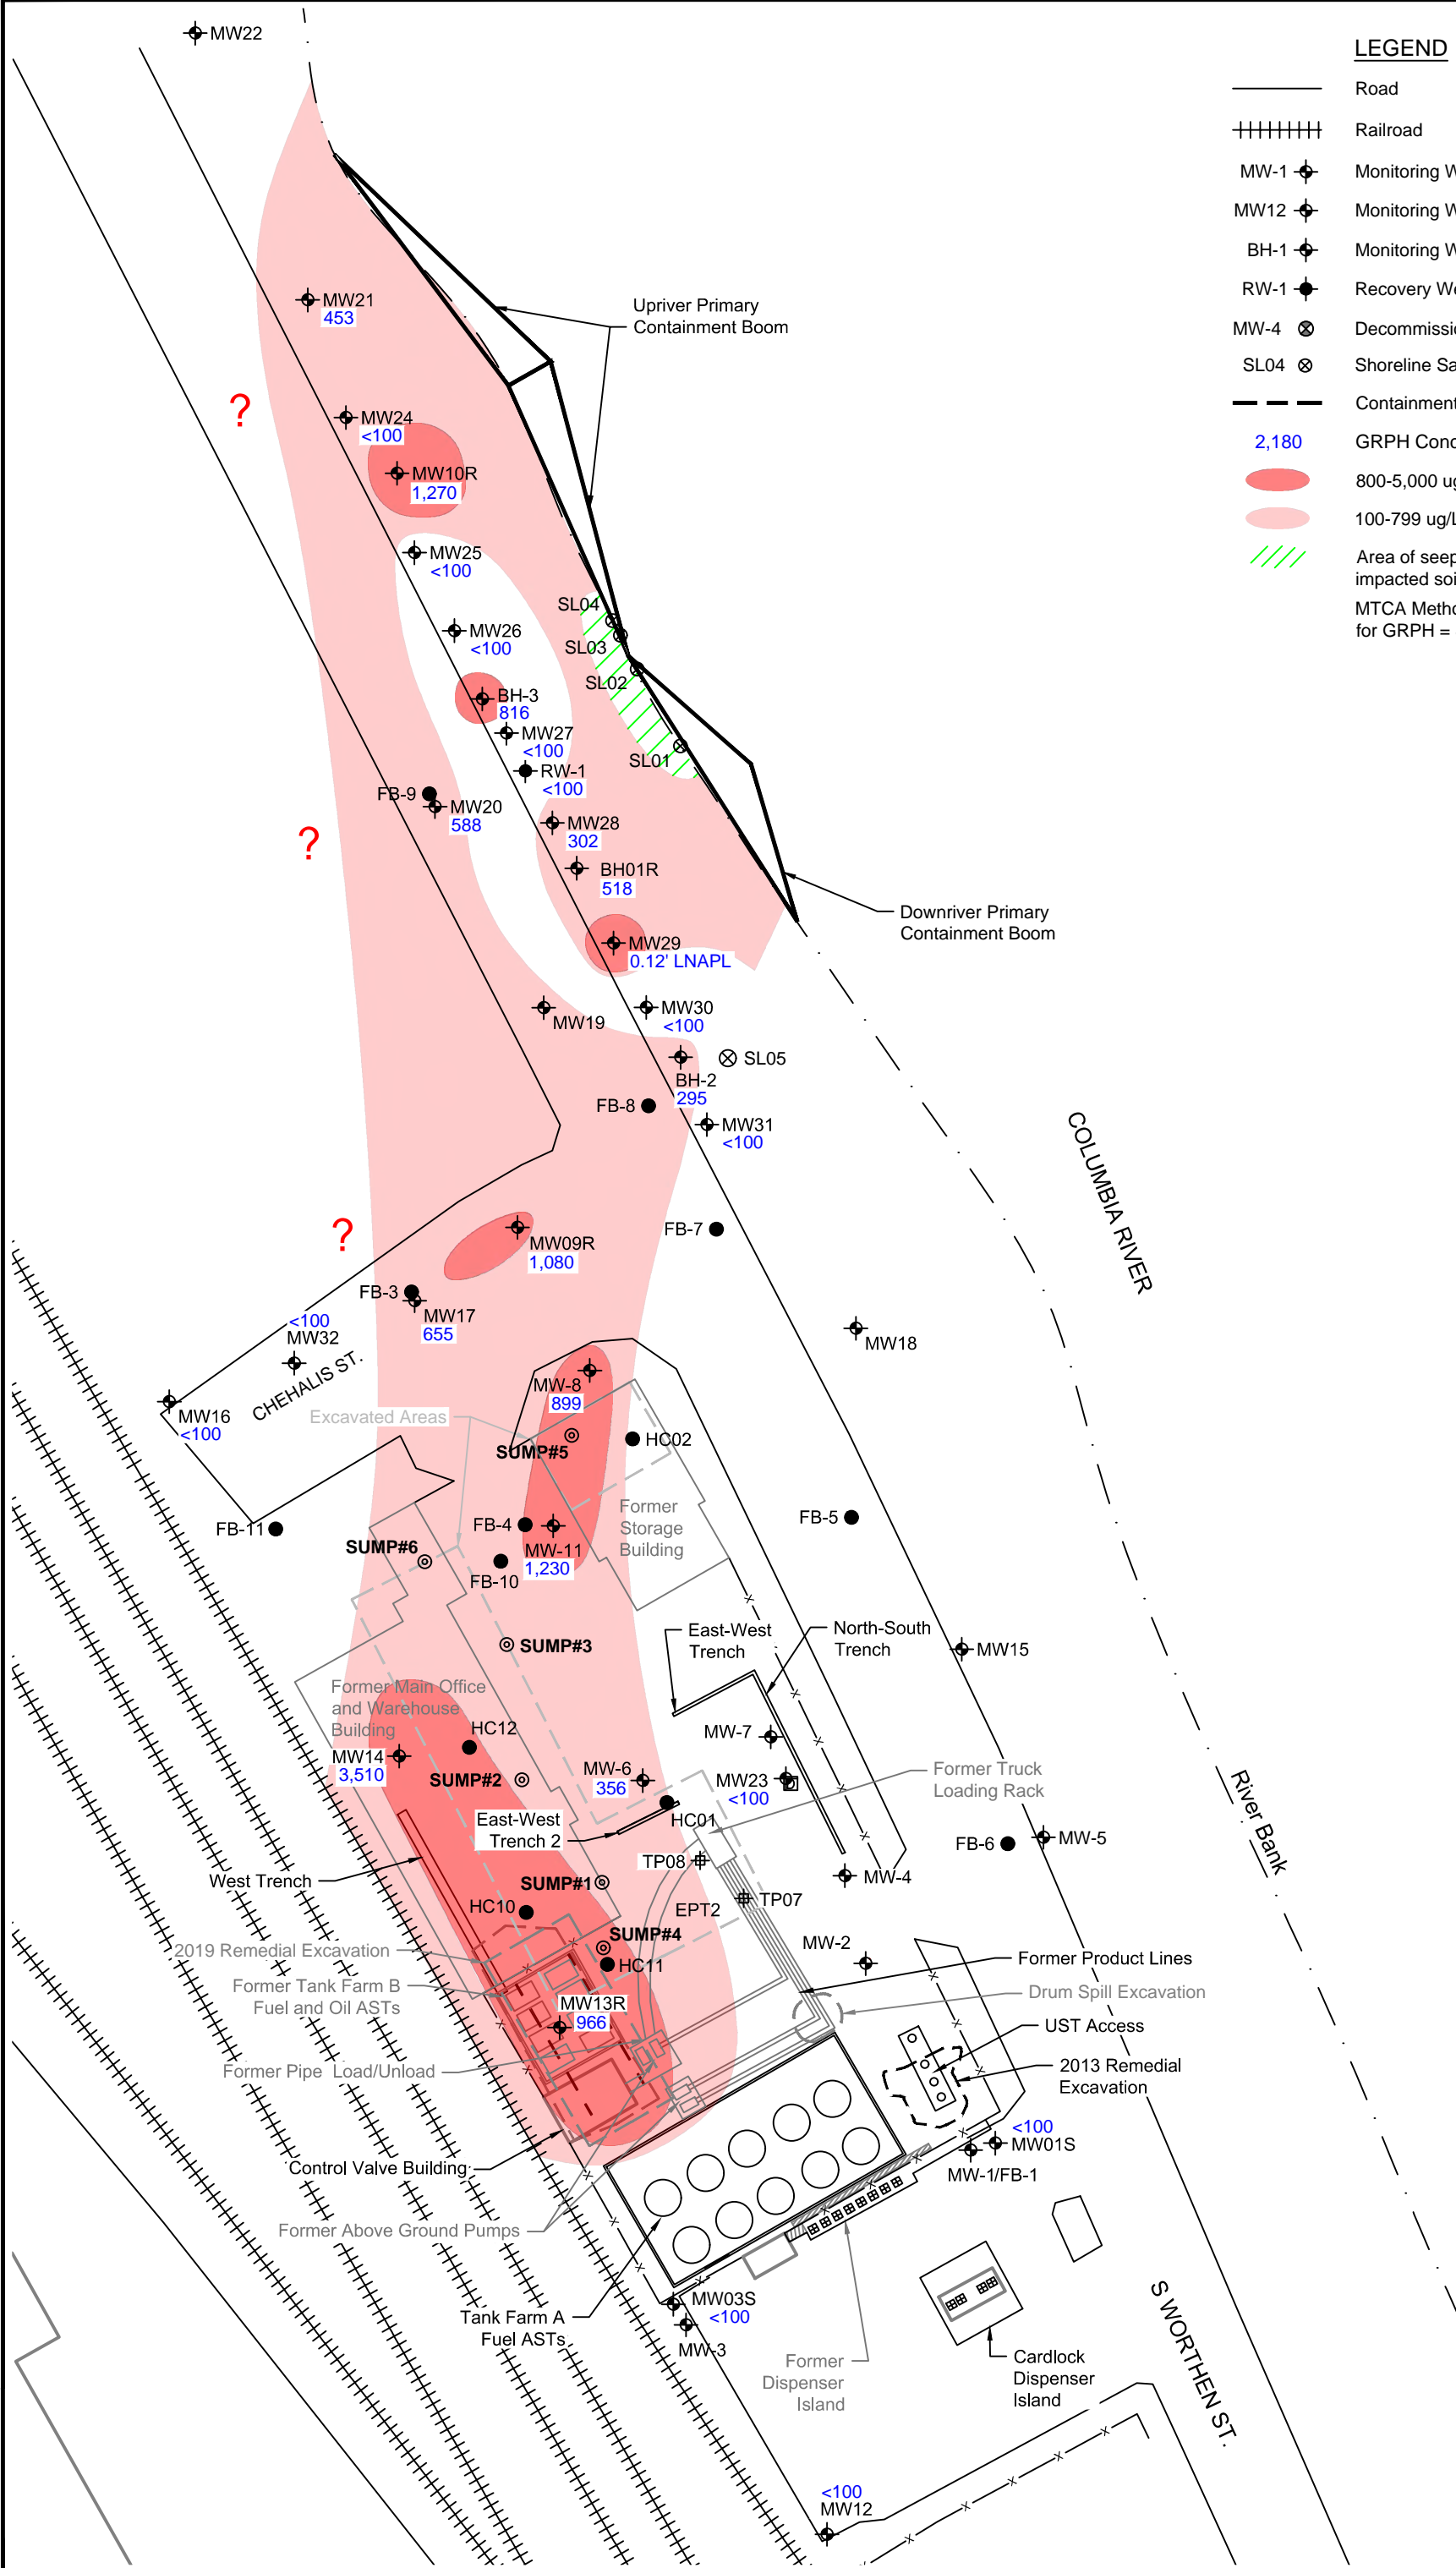 MW22
LEGEND
Road
Railroad
MW-1
Monitoring W
MW12
Monitoring W
BH-1
Monitoring W
RW-1
Recovery We
MW-4
Decommissi
SL04
Shoreline Sa
Containment
2,180
GRPH Conc
800-5,000 ug
100-799 ug/L
Area of seep
impacted soi
MTCA Metho
for GRPH =
MW21
453
Upriver Primary
Containment Boom
?
MW24
<100
MW10R
1,270
MW25
<100
SL04
MW26
<100
SL03
SL02
BH-3
816
MW27
<100
SL01
RW-1
<100
FB-9
MW20
588
MW28
302
?
BH01R
518
Downriver Primary
Containment Boom
MW29
0.12' LNAPL
MW19
MW30
<100
SL05
BH-2
295
FB-8
MW31
<100
COLUMBIA RIVER
?
FB-7
MW09R
1,080
FB-3
MW17
655
<100
MW32
MW18
CHEHALIS ST.
MW16
<100
MW-8
899
Excavated Areas
SUMP#5
HC02
FB-11
FB-4
Former
Storage
Building
FB-5
SUMP#6
MW-11
1,230
FB-10
SUMP#3
East-West
Trench
North-South
Trench
MW15
Former Main Office
and Warehouse
Building
HC12
MW-7
MW14
3,510
SUMP#2
MW-6
356
MW23
<100
Former Truck
Loading Rack
River Bank
East-West
Trench 2
HC01
FB-6
MW-5
TP08
West Trench
SUMP#1
MW-4
HC10
EPT2
TP07
2019 Remedial Excavation
SUMP#4
HC11
MW-2
Former Product Lines
Former Tank Farm B
Fuel and Oil ASTs
MW13R
966
Drum Spill Excavation
UST Access
Former Pipe Load/Unload
2013 Remedial
Excavation
<100
MW01S
Control Valve Building
MW-1/FB-1
Former Above Ground Pumps
MW03S
<100
Tank Farm A
Fuel ASTs
MW-3
Former
Dispenser
Island
Cardlock
Dispenser
Island
S WORTHEN ST.
<100
MW12